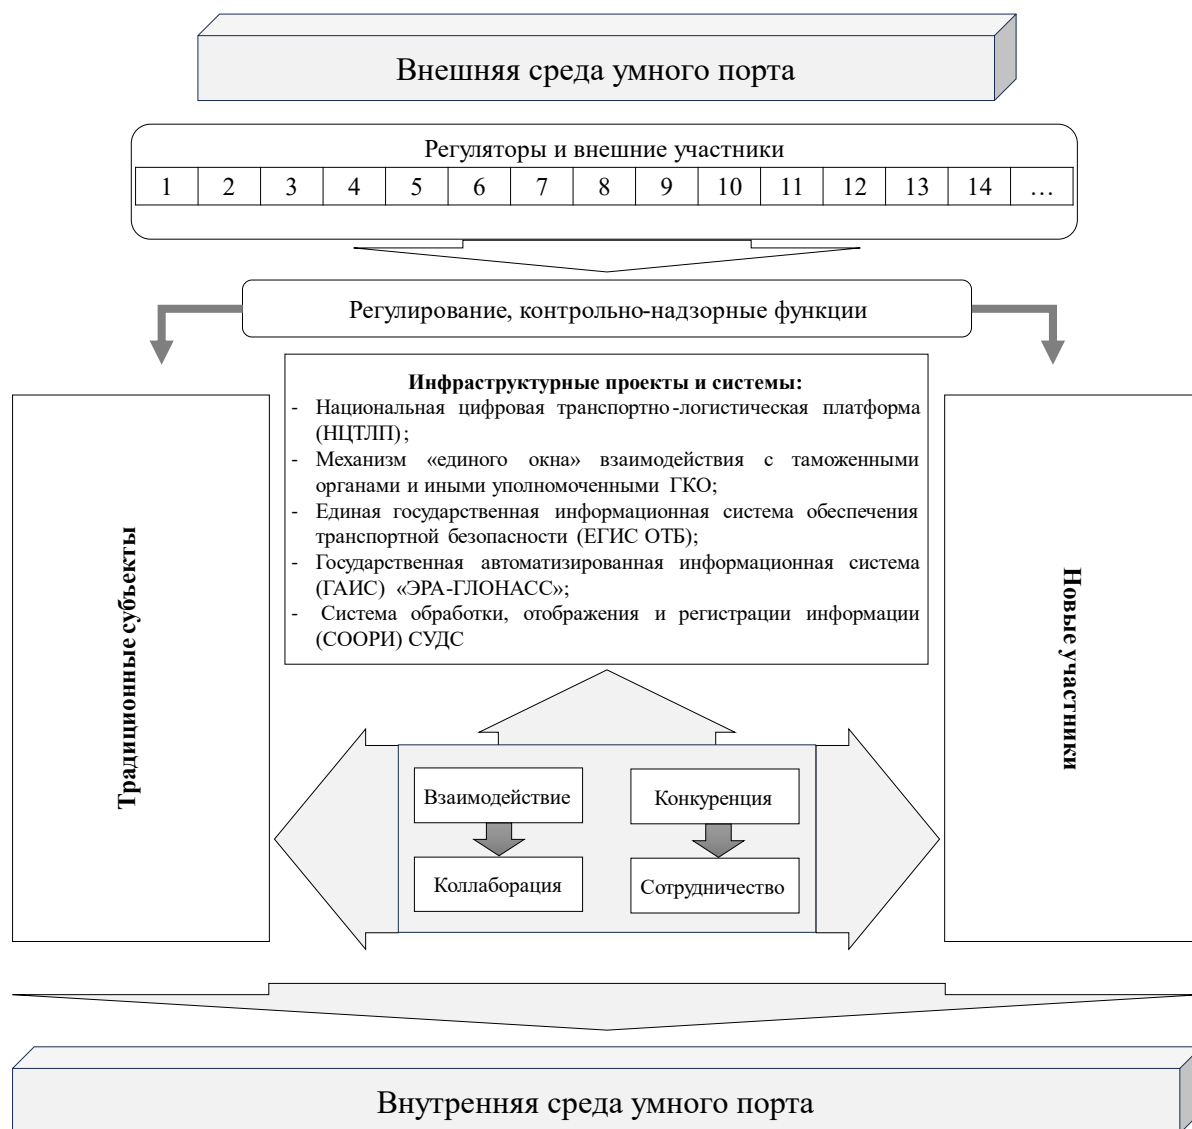 Внешняя среда умного порта
Регуляторы и внешние участники
1 2 3 4 5 6 7 8 9 10 11 12 13 14 …
Регулирование, контрольно-надзорные функции
Инфраструктурные проекты и системы:
- Национальная цифровая транспортно-логистическая платформа
(НЦТЛП);
- Механизм «единого окна» взаимодействия с таможенными
органами и иными уполномоченными ГКО;
- Единая государственная информационная система обеспечения
транспортной безопасности (ЕГИС ОТБ);
- Государственная автоматизированная информационная система
(ГАИС) «ЭРА-ГЛОНАСС»;
- Система обработки, отображения и регистрации информации
(СООРИ) СУДС
Традиционные субъекты
Новые участники
Взаимодействие
Конкуренция
Коллаборация
Сотрудничество
Внутренняя среда умного порта